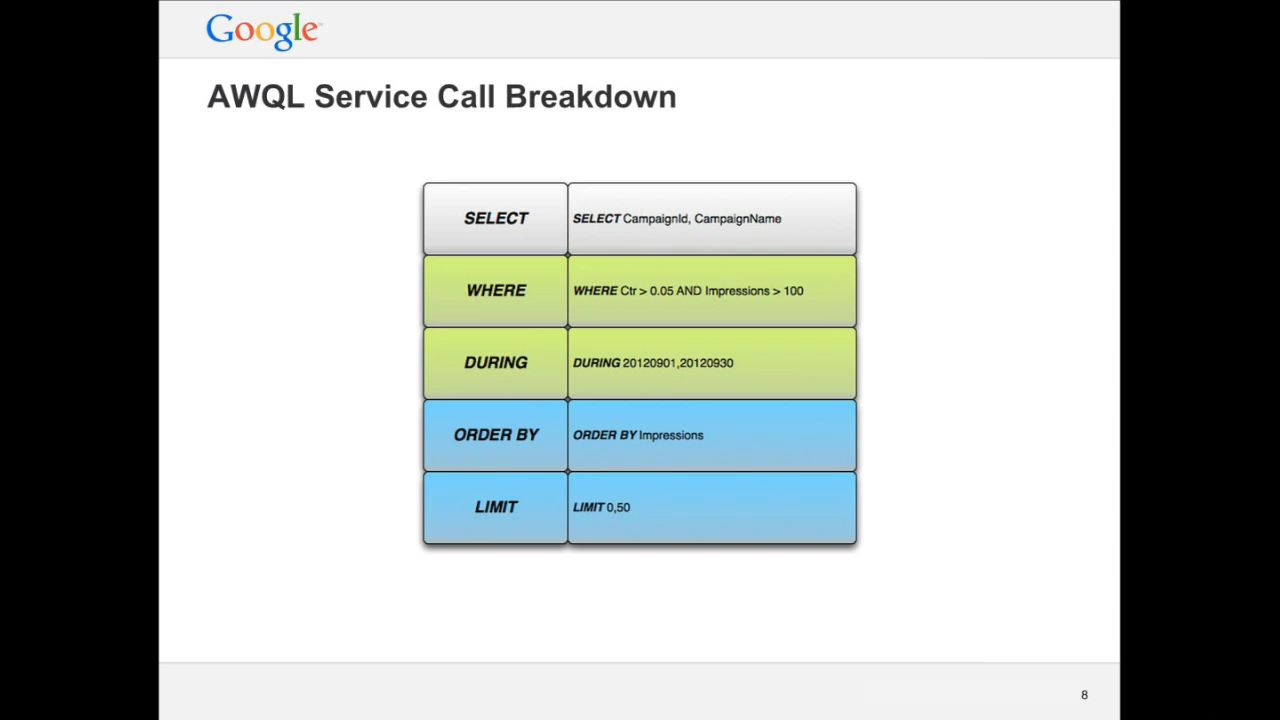 Google
AWQL Service Call Breakdown
SELECT
SELECT CampaignId, CampaignName
WHERE
WHERE Ctr > 0.05 AND Impressions > 100
DURING
DURING 20120901,20120930
ORDER BY
ORDER BY Impressions
LIMIT
LIMIT 0,50
8